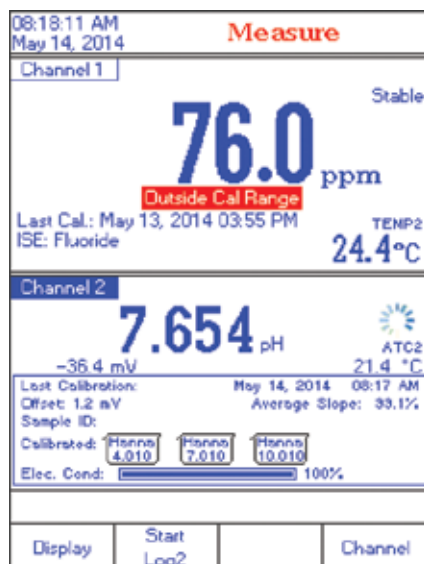 08:18:11 AM
May 14, 2014
Measure
Channel 1
Stable
76.0 ppm
Outside Cal Range
Last Cal.: May 13, 2014 03:55 PM
ISE: Fluoride
TEMP2
24.4°C
Channel 2
7.654 pH
-36.4 mV
ATC2
21.4 °C
Last Calibration: May 14, 2014 08:17 AM
Offset: 1.2 mV Average Slope: 99.1%
Sample ID:
Calibrated: Hanna 4.010 Hanna 7.010 Hanna 10.010
Elec. Cond: 100%
Display
Start Log2
Channel